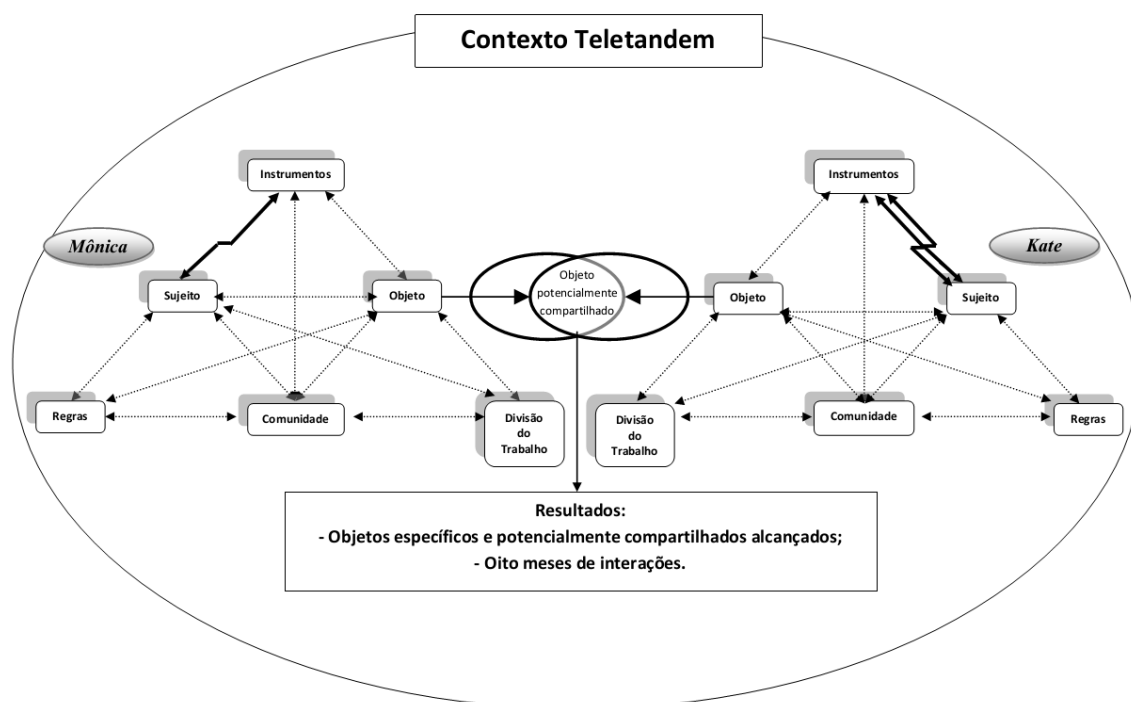 Contexto Teletandem
Instrumentos
Instrumentos
Mônica
Kate
Sujeito
Objeto
Objeto
potencialmente
compartilhado
Objeto
Sujeito
Regras
Comunidade
Divisão
do
Trabalho
Divisão
do
Trabalho
Comunidade
Regras
Resultados:
- Objetos específicos e potencialmente compartilhados alcançados;
- Oito meses de interações.